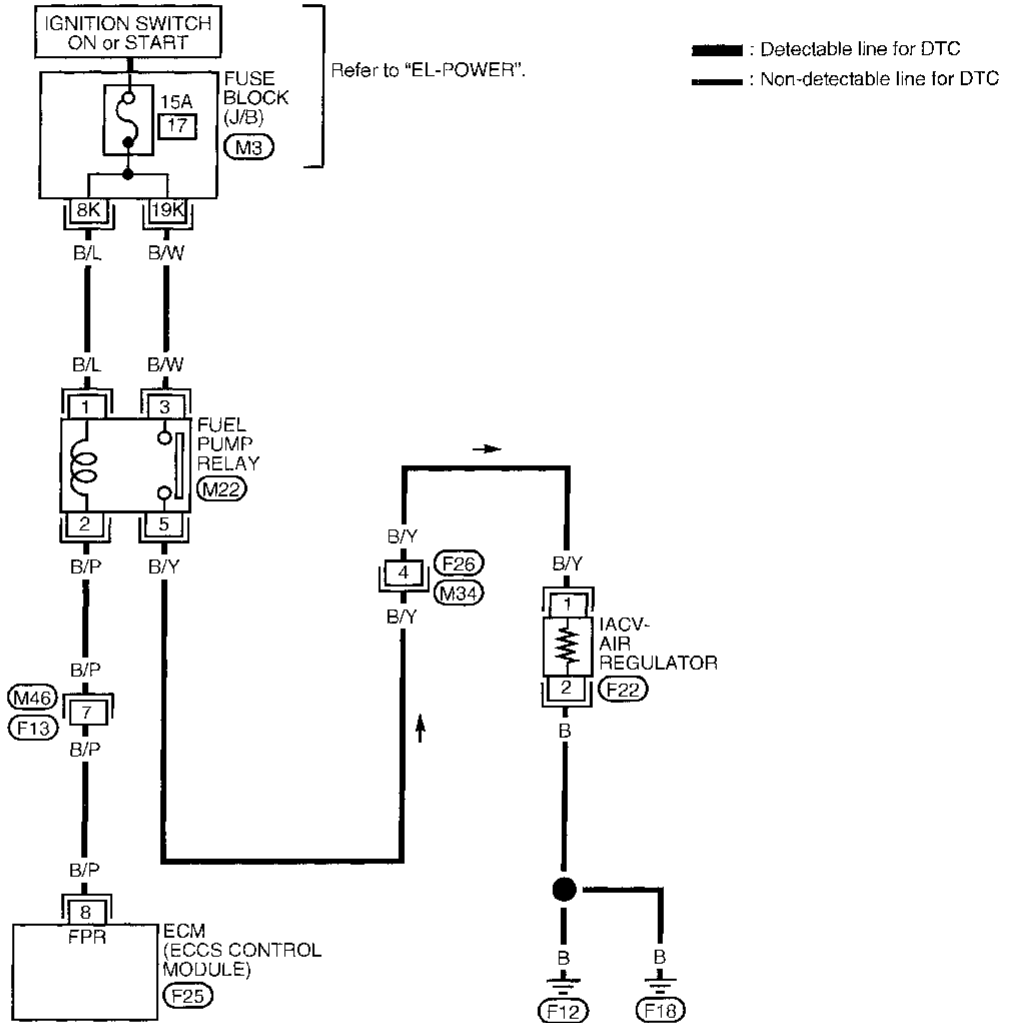 IGNITION SWITCH
ON or START
Refer to "EL-POWER".
: Detectable line for DTC
: Non-detectable line for DTC
FUSE
BLOCK
(J/B)
M3
15A
17
8K
19K
B/L
B/W
B/L
B/W
1
3
FUEL
PUMP
RELAY
M22
2
5
B/P
B/Y
B/Y
4
F26
M34
B/Y
B/Y
1
IACV-
AIR
REGULATOR
F22
2
B
B/P
M46
F13
7
B/P
B/P
8
FPR
ECM
(ECCS CONTROL
MODULE)
F25
B
B
F12
F18